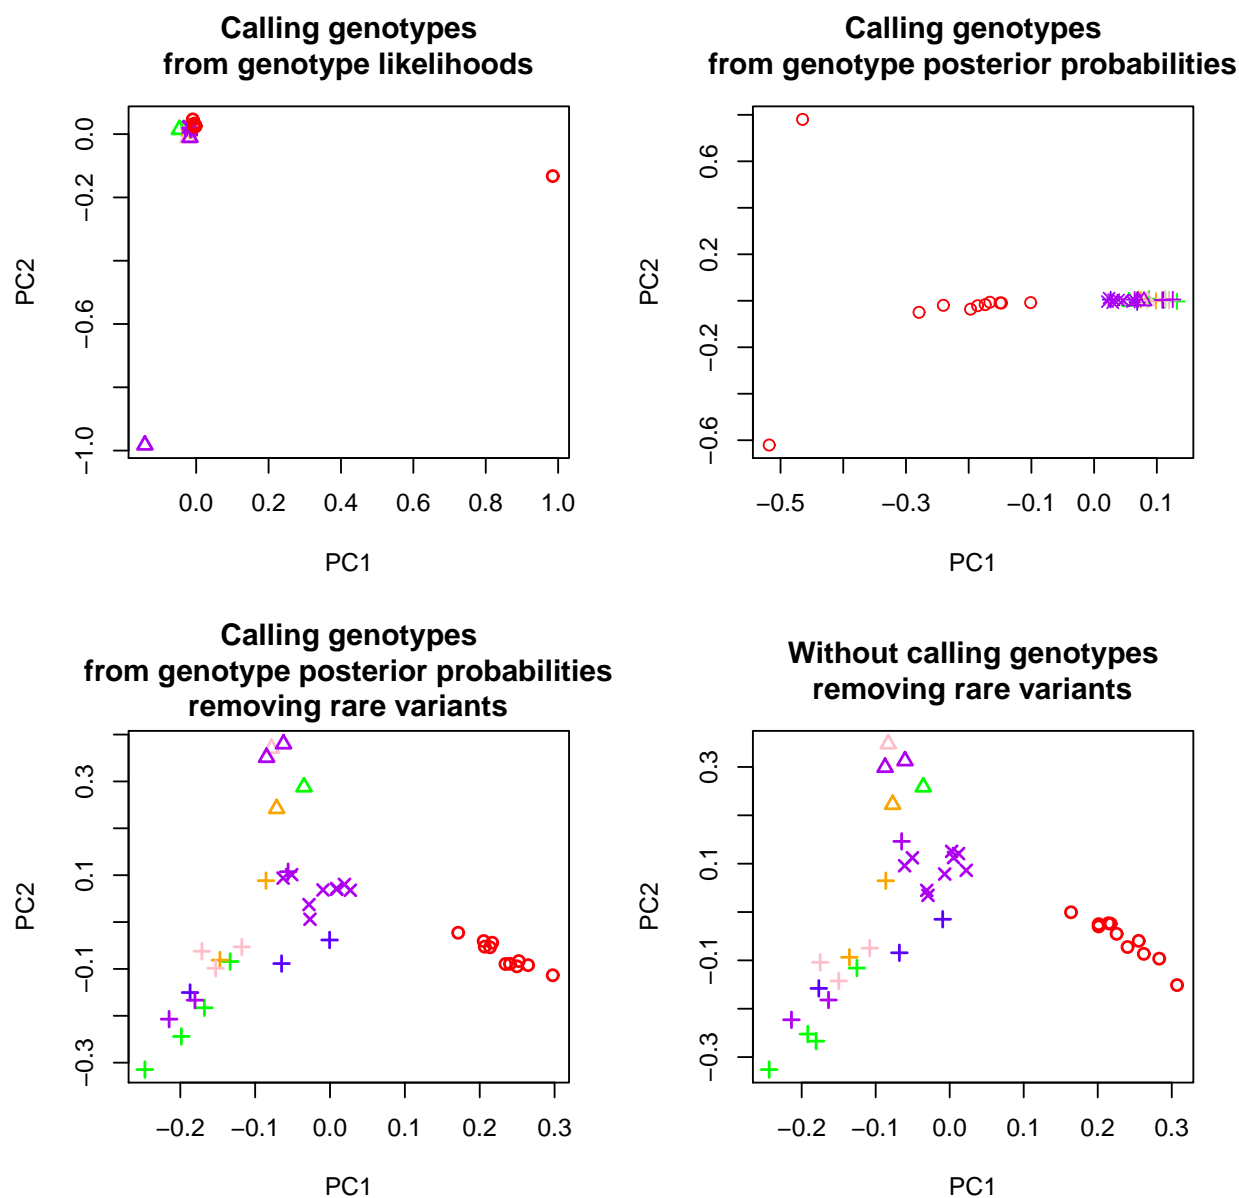 Calling genotypes
from genotype likelihoods
PC2
0.0
−0.2
−0.6
−1.0
0.0 0.2 0.4 0.6 0.8 1.0
PC1
Calling genotypes
from genotype posterior probabilities
PC2
0.6
0.2
−0.2
−0.6
−0.5 −0.3 −0.1 0.0 0.1
PC1
Calling genotypes
from genotype posterior probabilities
removing rare variants
PC2
0.3
0.1
−0.1
−0.3
−0.2 −0.1 0.0 0.1 0.2 0.3
PC1
Without calling genotypes
removing rare variants
PC2
0.3
0.1
−0.1
−0.3
−0.2 −0.1 0.0 0.1 0.2 0.3
PC1